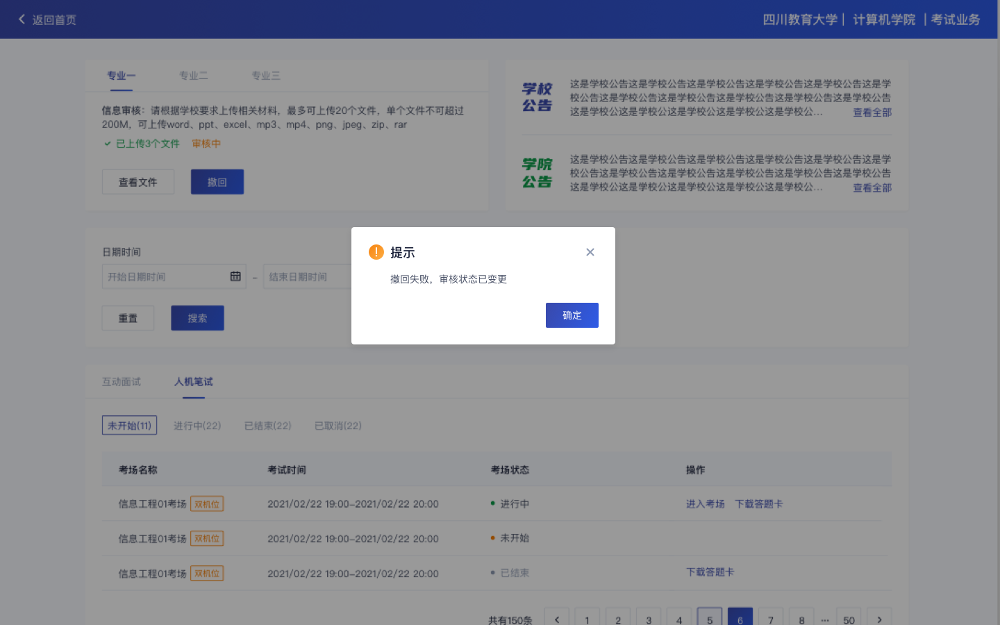 返回首页
四川教育大学 | 计算机学院 | 考试业务
专业一 专业二 专业三
信息审核：请根据学校要求上传相关材料，最多可上传20个文件，单个文件不可超过
200M，可上传word、ppt、excel、mp3、mp4、png、jpeg、zip、rar
已上传3个文件 审核中
查看文件 撤回
学校
公告
这是学校公告这是学校公告这是学校公告这是学校公告这是学校公告这是学
校公告这是学校公告这是学校公告这是学校公告这是学校公告这是学校公告
这是学校公这是学校公这是学校公这是学校公这是学校公... 查看全部
学院
公告
这是学校公告这是学校公告这是学校公告这是学校公告这是学校公告这是学
校公告这是学校公告这是学校公告这是学校公告这是学校公告这是学校公告
这是学校公这是学校公这是学校公这是学校公这是学校公... 查看全部
日期时间
开始日期时间 – 结束日期时间
重置 搜索
提示
撤回失败，审核状态已变更
确定
互动面试 人机笔试
未开始(11) 进行中(22) 已结束(22) 已取消(22)
考场名称 考试时间 考场状态 操作
信息工程01考场 双机位 2021/02/22 19:00-2021/02/22 20:00 进行中 进入考场 下载答题卡
信息工程01考场 双机位 2021/02/22 19:00-2021/02/22 20:00 未开始
信息工程01考场 双机位 2021/02/22 19:00-2021/02/22 20:00 已结束 下载答题卡
共有150条 1 2 3 4 5 6 7 8 ... 50